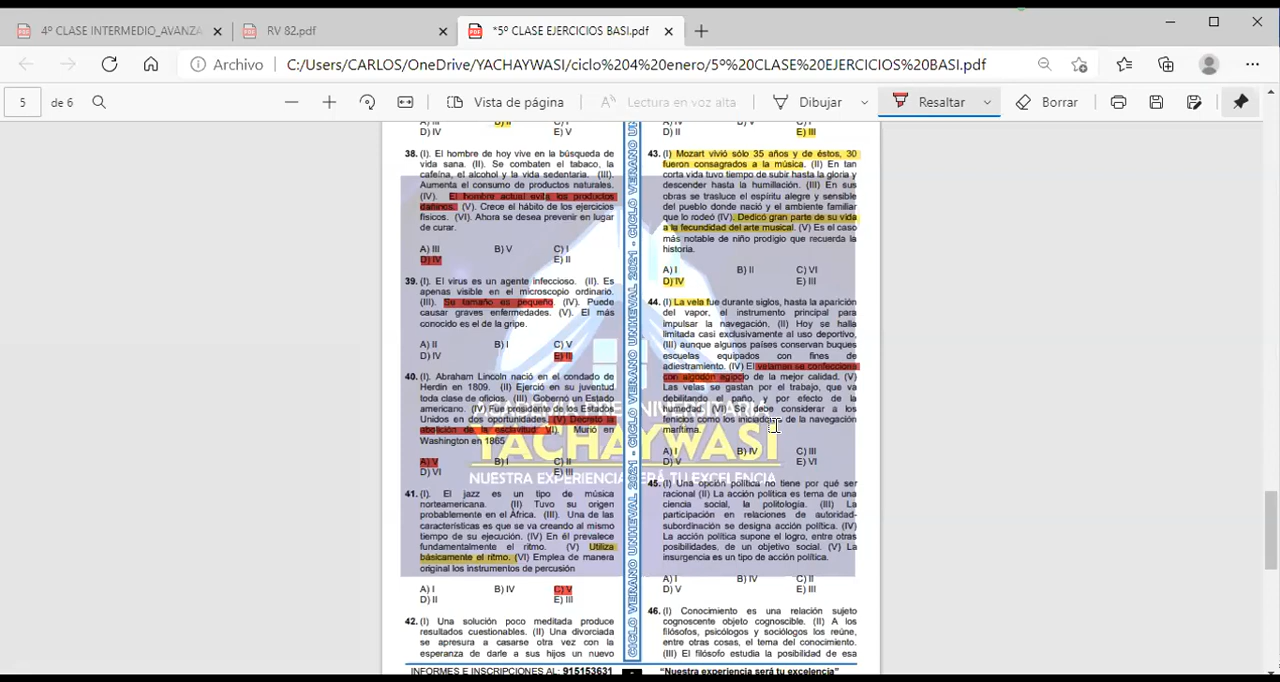 4º CLASE INTERMEDIO_AVANZA
RV 82.pdf
*5º CLASE EJERCICIOS BASI.pdf
Archivo
C:/Users/CARLOS/OneDrive/YACHAYWASI/ciclo%204%20enero/5º%20CLASE%20EJERCICIOS%20BASI.pdf
5 de 6
Vista de página
Lectura en voz alta
Dibujar
Resaltar
Borrar
D) IV E) V
38. (I). El hombre de hoy vive en la búsqueda de
vida sana. (II). Se combaten el tabaco, la
cafeína, el alcohol y la vida sedentaria. (III).
Aumenta el consumo de productos naturales.
(IV). El hombre actual evita los productos
dañinos. (V). Crece el hábito de los ejercicios
físicos. (VI). Ahora se desea prevenir en lugar
de curar.
A) III B) V C) I
D) IV E) II
39. (I). El virus es un agente infeccioso. (II). Es
apenas visible en el microscopio ordinario.
(III). Se tamaño es pequeño. (IV). Puede
causar graves enfermedades. (V). El más
conocido es el de la gripe.
A) II B) I C) V
D) IV E) III
40. (I). Abraham Lincoln nació en el condado de
Herdin en 1809. (II) Ejerció en su juventud
toda clase de oficios. (III) Gobernó un Estado
americano. (IV) Fue presidente de los Estados
Unidos en dos oportunidades. (V) Decretó la
abolición de la esclavitud. VI). Murió en
Washington en 1865
A) V B) I C) II
D) VI E) III
41. (I). El jazz es un tipo de música
norteamericana. (II) Tuvo su origen
probablemente en el África. (III). Una de las
características es que se va creando al mismo
tiempo de su ejecución. (IV) En él prevalece
fundamentalmente el ritmo. (V) Utiliza
básicamente el ritmo. (VI) Emplea de manera
original los instrumentos de percusión
A) I B) IV C) V
D) II E) III
42. (I) Una solución poco meditada produce
resultados cuestionables. (II) Una divorciada
se apresura a casarse otra vez con la
esperanza de darle a sus hijos un nuevo
CICLO VERANO UNHEVAL 2021 - CICLO VERANO UNHEVAL 2021 - CICLO VERANO UN
D) II E) III
43. (I) Mozart vivió sólo 35 años y de éstos, 30
fueron consagrados a la música. (II) En tan
corta vida tuvo tiempo de subir hasta la gloria y
descender hasta la humillación. (III) En sus
obras se trasluce el espíritu alegre y sensible
del pueblo donde nació y el ambiente familiar
que lo rodeó (IV). Dedicó gran parte de su vida
a la fecundidad del arte musical. (V) Es el caso
más notable de niño prodigio que recuerda la
historia.
A) I B) II C) VI
D) IV E) III
44. (I) La vela fue durante siglos, hasta la aparición
del vapor, el instrumento principal para
impulsar la navegación. (II) Hoy se halla
limitada casi exclusivamente al uso deportivo,
(III) aunque algunos países conservan buques
escuelas equipados con fines de
adiestramiento. (IV) El velamen se confecciona
con algodón egipcio de la mejor calidad. (V)
Las velas se gastan por el trabajo, que va
debilitando el paño, y por efecto de la
humedad. (VI) Se debe considerar a los
fenicios como los iniciadores de la navegación
marítima.
A) I B) IV C) III
D) V E) VI
45. (I) Una opción política no tiene por qué ser
racional (II) La acción política es tema de una
ciencia social, la politología. (III) La
participación en relaciones de autoridad-
subordinación se designa acción política. (IV)
La acción política supone el logro, entre otras
posibilidades, de un objetivo social. (V) La
insurgencia es un tipo de acción política.
A) I B) IV C) II
D) V E) III
46. (I) Conocimiento es una relación sujeto
cognoscente objeto cognoscible. (II) A los
filósofos, psicólogos y sociólogos los reúne,
entre otras cosas, el tema del conocimiento.
(III) El filósofo estudia la posibilidad de esa
YACHAYWASI
NUESTRA EXPERIENCIA SERÁ TU EXCELENCIA
INFORMES E INSCRIPCIONES AL: 915153631
"Nuestra experiencia será tu excelencia"